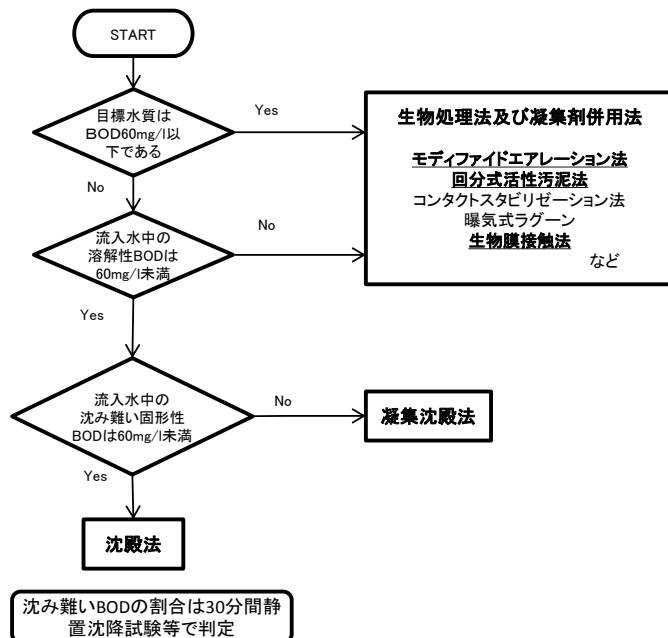 START
目標水質は
BOD60mg/l以
下である
Yes
No
生物処理法及び凝集剤併用法
モディファイドエアレーション法
回分式活性汚泥法
コンタクトスタビリゼーション法
曝気式ラグーン
生物膜接触法
など
流入水中の
溶解性BODは
60mg/l未満
No
Yes
流入水中の
沈み難い固形性
BODは60mg/l未満
No
Yes
凝集沈殿法
沈殿法
沈み難いBODの割合は30分間静
置沈降試験等で判定